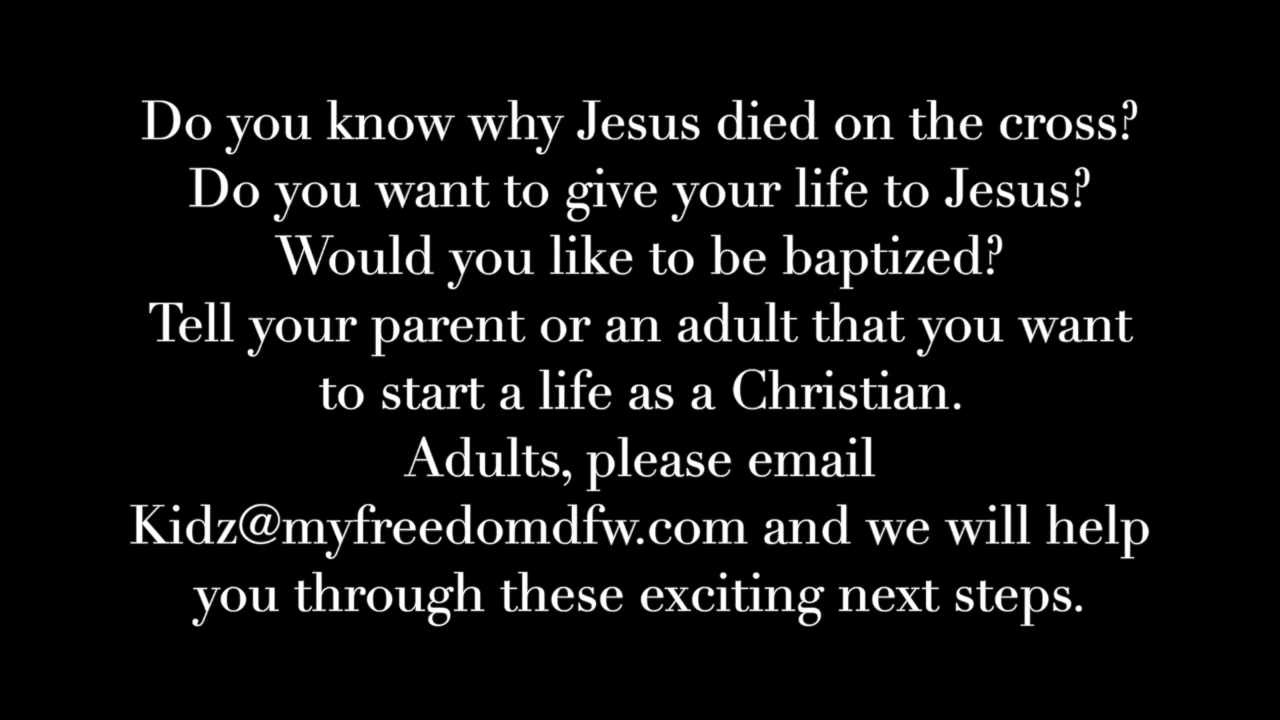 Do you know why Jesus died on the cross?
Do you want to give your life to Jesus?
Would you like to be baptized?
Tell your parent or an adult that you want
to start a life as a Christian.
Adults, please email
Kidz@myfreedomdfw.com and we will help
you through these exciting next steps.